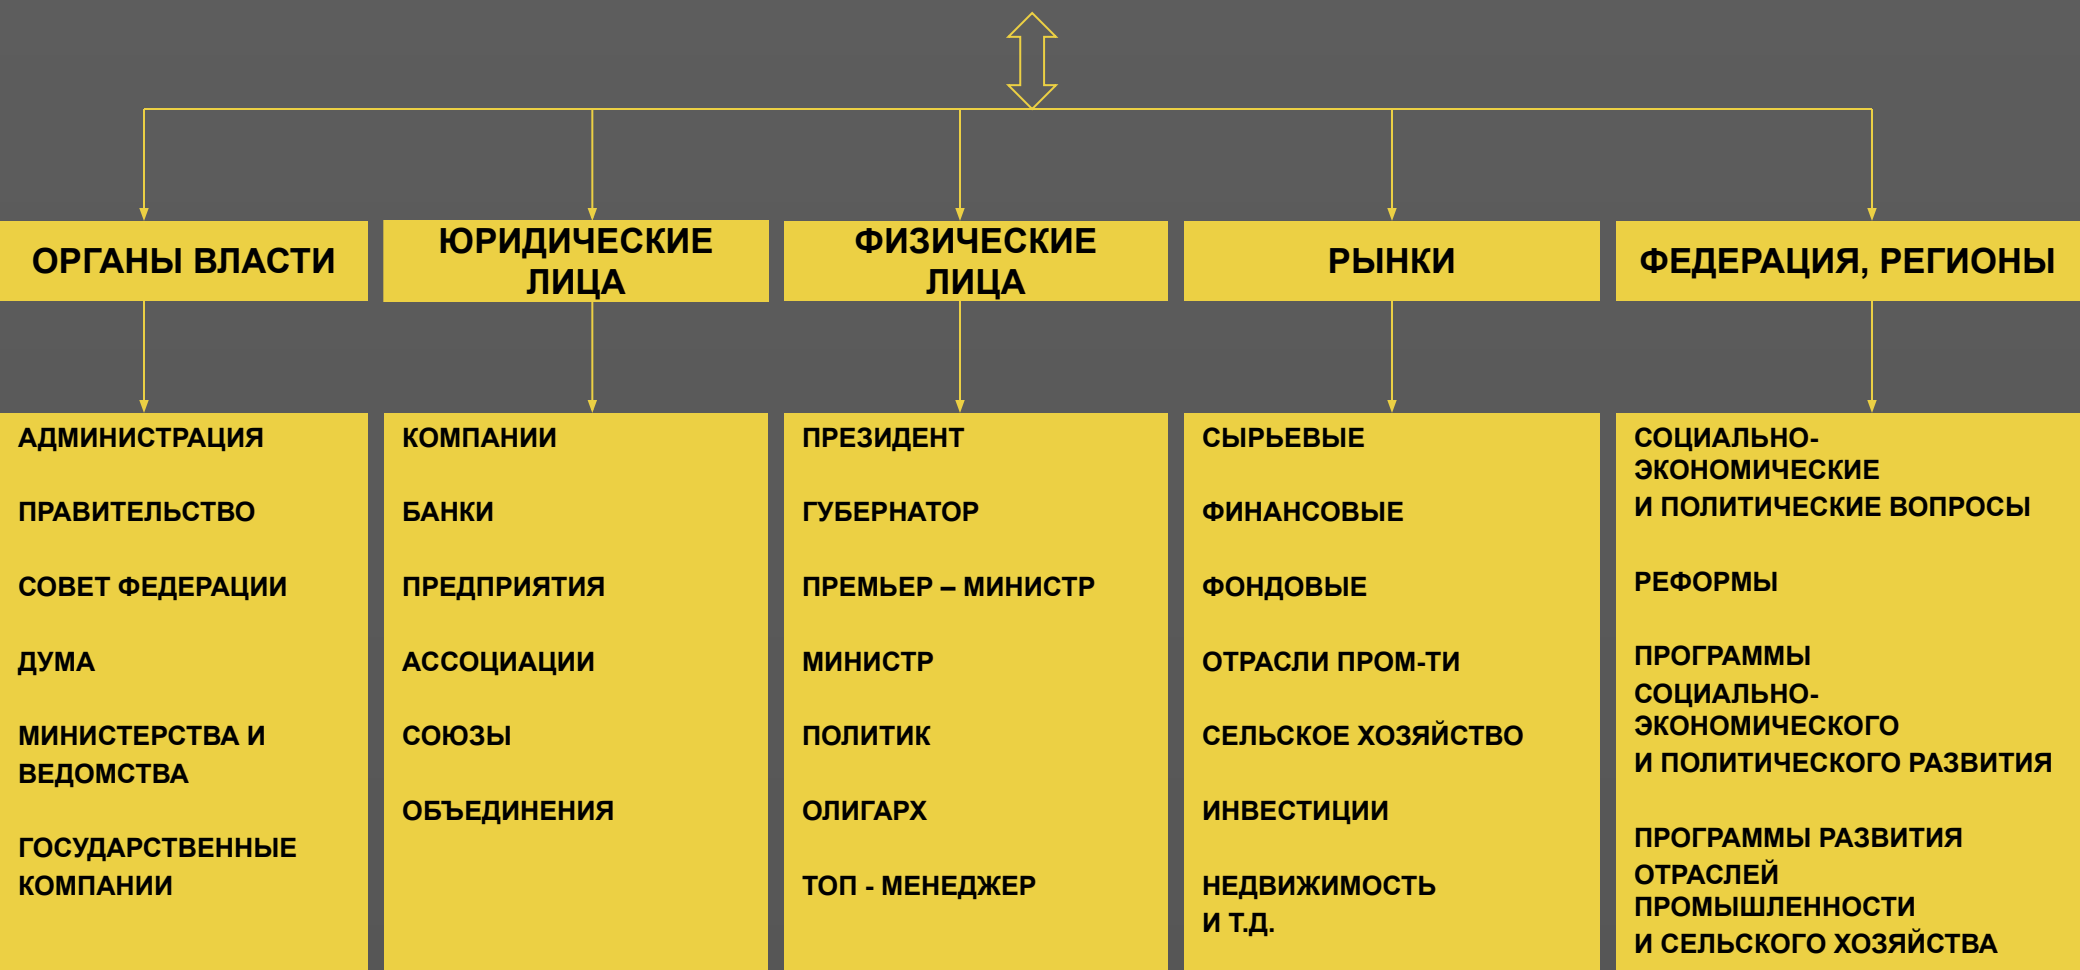 ОРГАНЫ ВЛАСТИ
ЮРИДИЧЕСКИЕ
ЛИЦА
ФИЗИЧЕСКИЕ
ЛИЦА
РЫНКИ
ФЕДЕРАЦИЯ, РЕГИОНЫ
АДМИНИСТРАЦИЯ
ПРАВИТЕЛЬСТВО
СОВЕТ ФЕДЕРАЦИИ
ДУМА
МИНИСТЕРСТВА И
ВЕДОМСТВА
ГОСУДАРСТВЕННЫЕ
КОМПАНИИ
КОМПАНИИ
БАНКИ
ПРЕДПРИЯТИЯ
АССОЦИАЦИИ
СОЮЗЫ
ОБЪЕДИНЕНИЯ
ПРЕЗИДЕНТ
ГУБЕРНАТОР
ПРЕМЬЕР – МИНИСТР
МИНИСТР
ПОЛИТИК
ОЛИГАРХ
ТОП - МЕНЕДЖЕР
СЫРЬЕВЫЕ
ФИНАНСОВЫЕ
ФОНДОВЫЕ
ОТРАСЛИ ПРОМ-ТИ
СЕЛЬСКОЕ ХОЗЯЙСТВО
ИНВЕСТИЦИИ
НЕДВИЖИМОСТЬ
И Т.Д.
СОЦИАЛЬНО-
ЭКОНОМИЧЕСКИЕ
И ПОЛИТИЧЕСКИЕ ВОПРОСЫ
РЕФОРМЫ
ПРОГРАММЫ
СОЦИАЛЬНО-
ЭКОНОМИЧЕСКОГО
И ПОЛИТИЧЕСКОГО РАЗВИТИЯ
ПРОГРАММЫ РАЗВИТИЯ
ОТРАСЛЕЙ
ПРОМЫШЛЕННОСТИ
И СЕЛЬСКОГО ХОЗЯЙСТВА